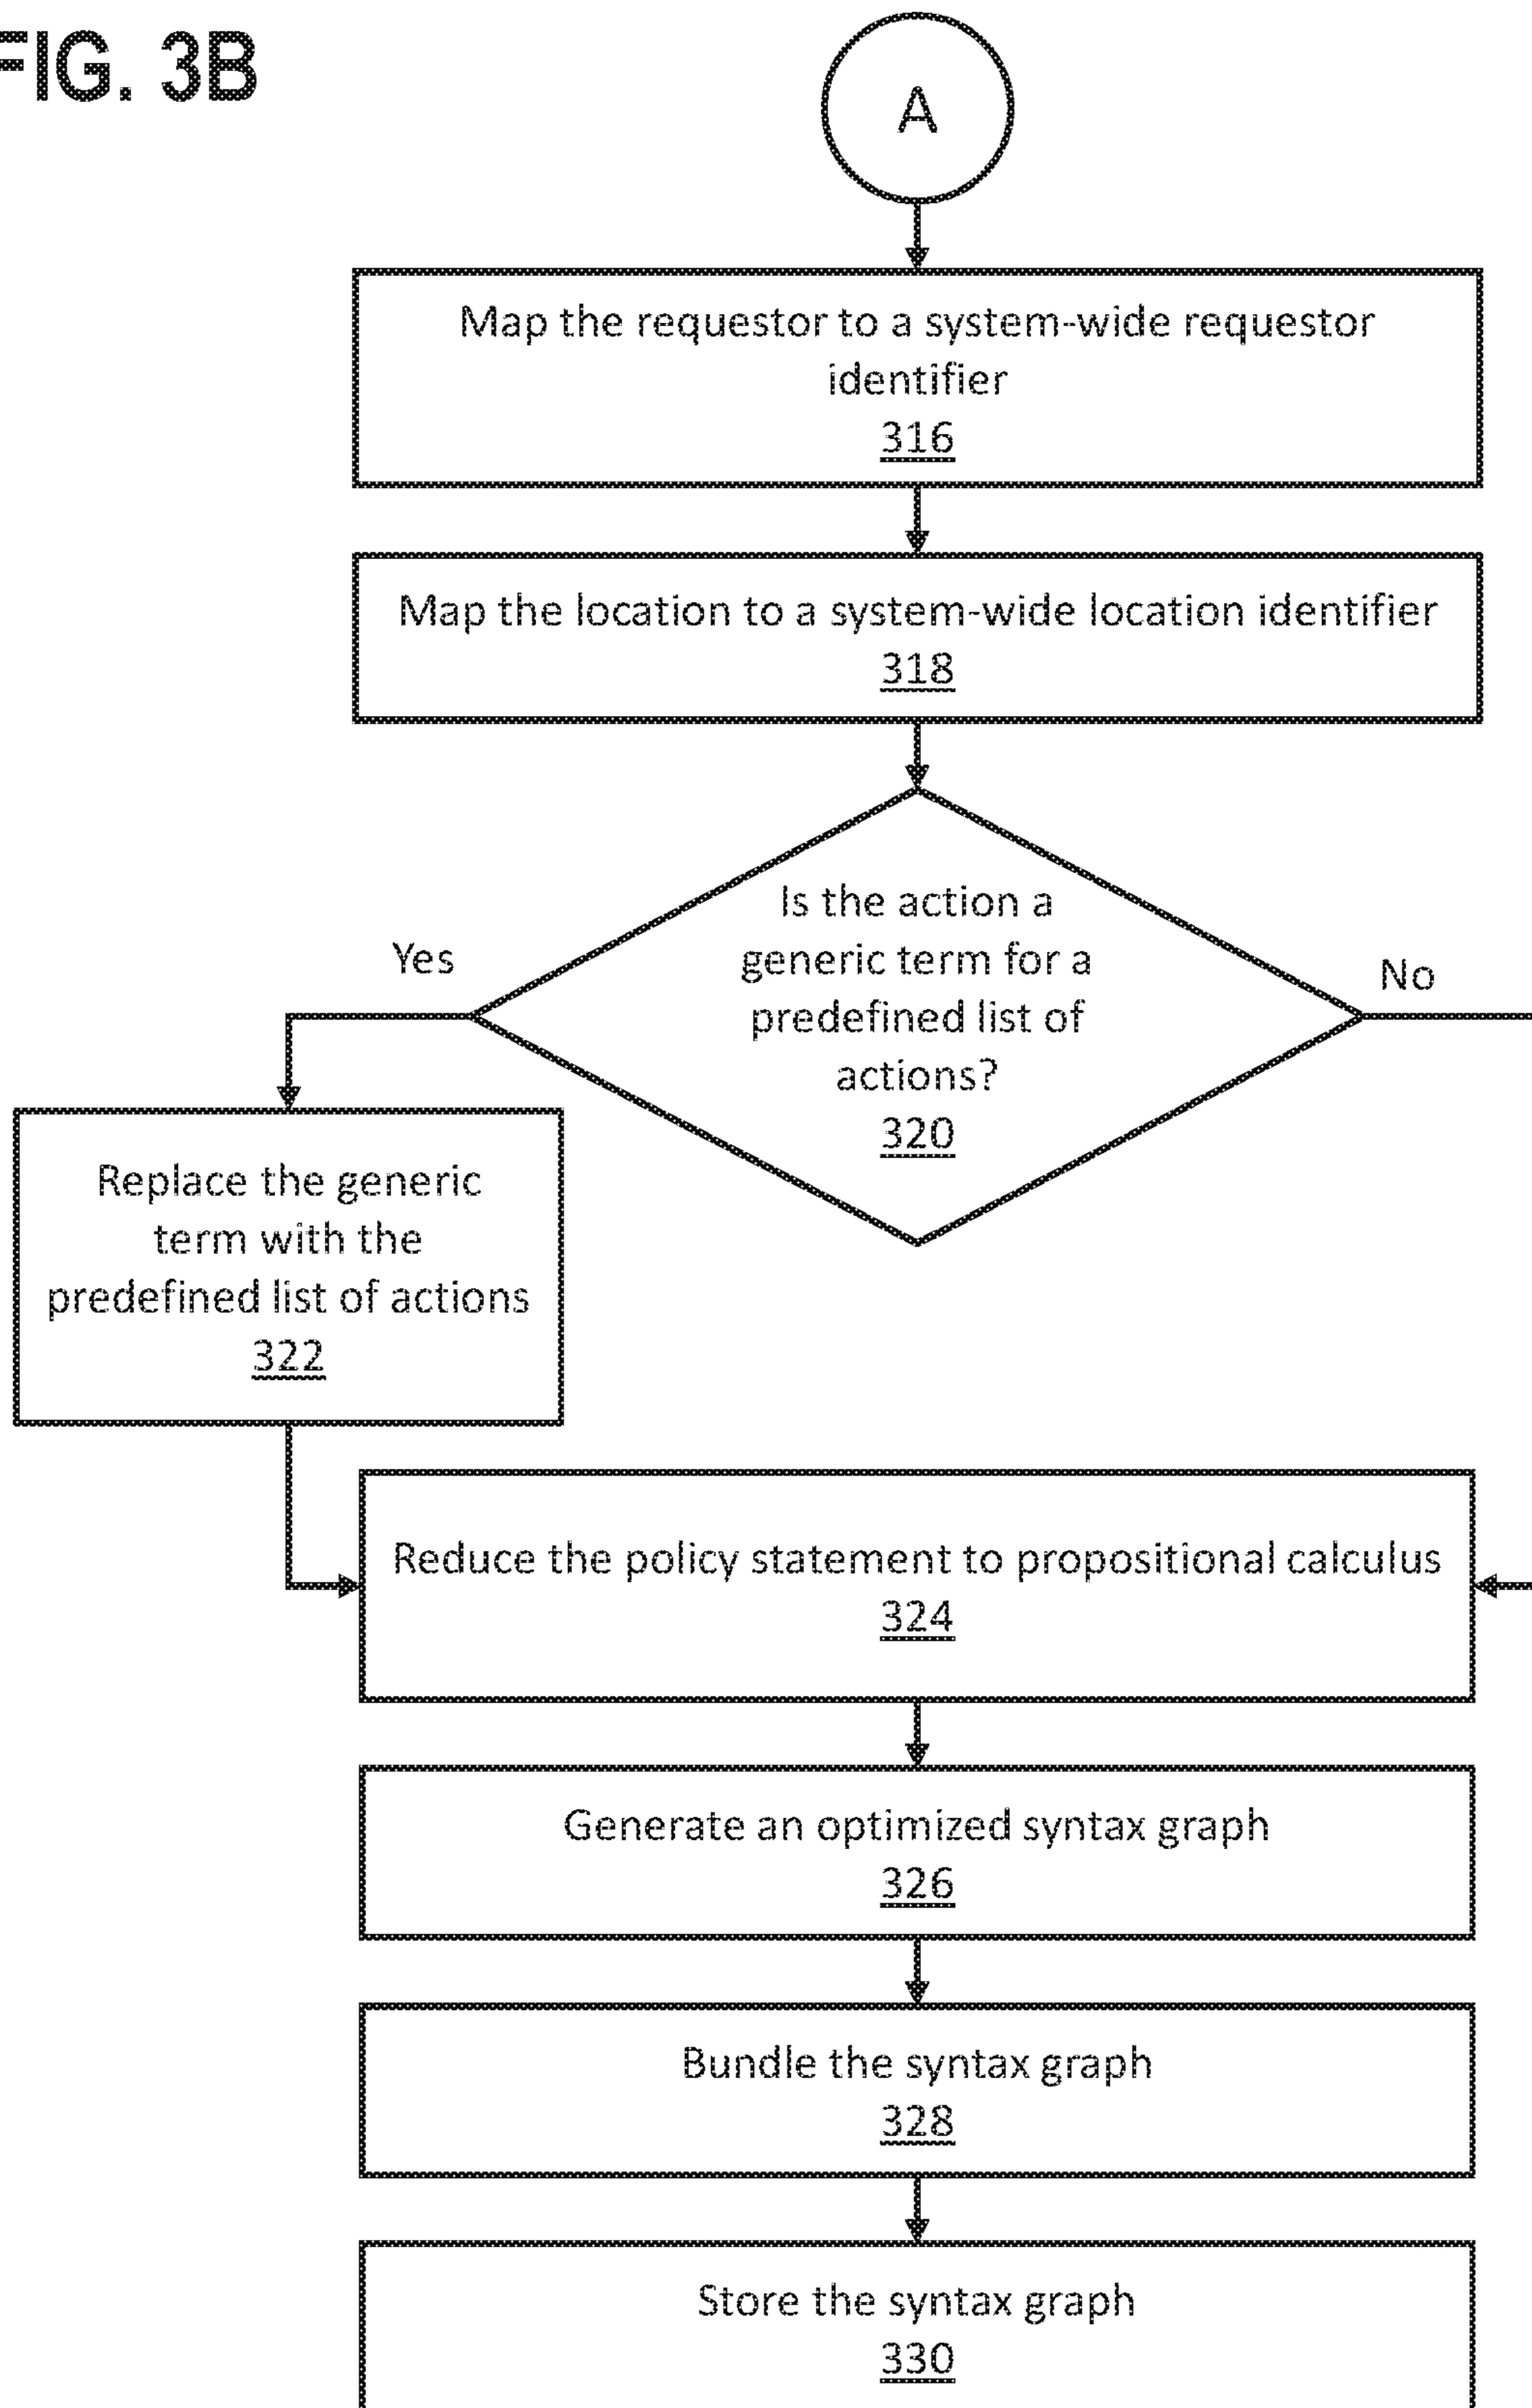 FIG. 3B
A
Map the requestor to a system-wide requestor
identifier
316
Map the location to a system-wide location identifier
318
Is the action a
generic term for a
predefined list of
actions?
320
Yes
No
Replace the generic
term with the
predefined list of actions
322
Reduce the policy statement to propositional calculus
324
Generate an optimized syntax graph
326
Bundle the syntax graph
328
Store the syntax graph
330